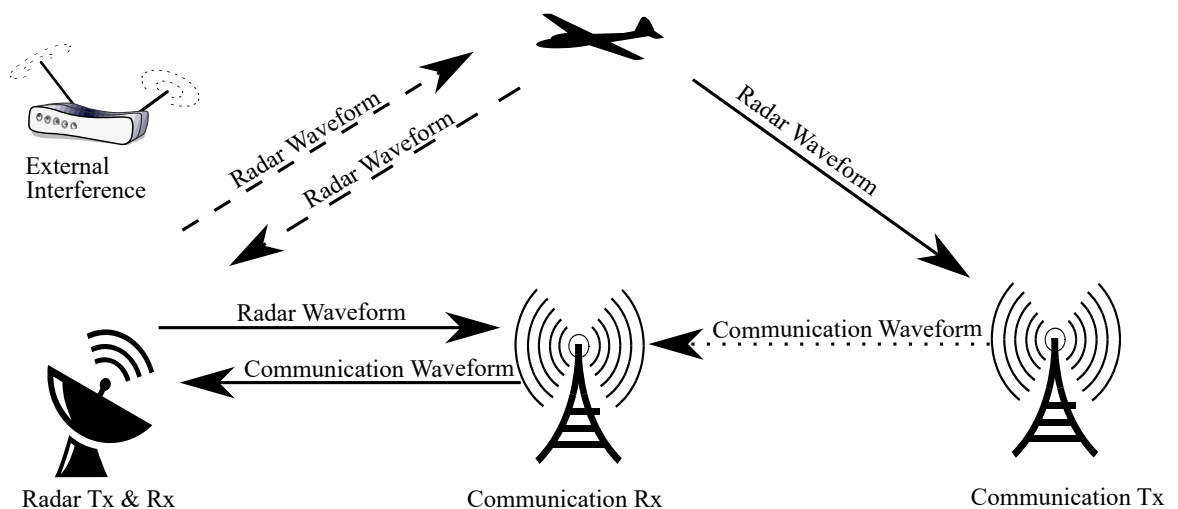 External
Interference
Radar Waveform
Radar Waveform
Radar Waveform
Radar Waveform
Communication Waveform
Communication Waveform
Radar Tx & Rx
Communication Rx
Communication Tx